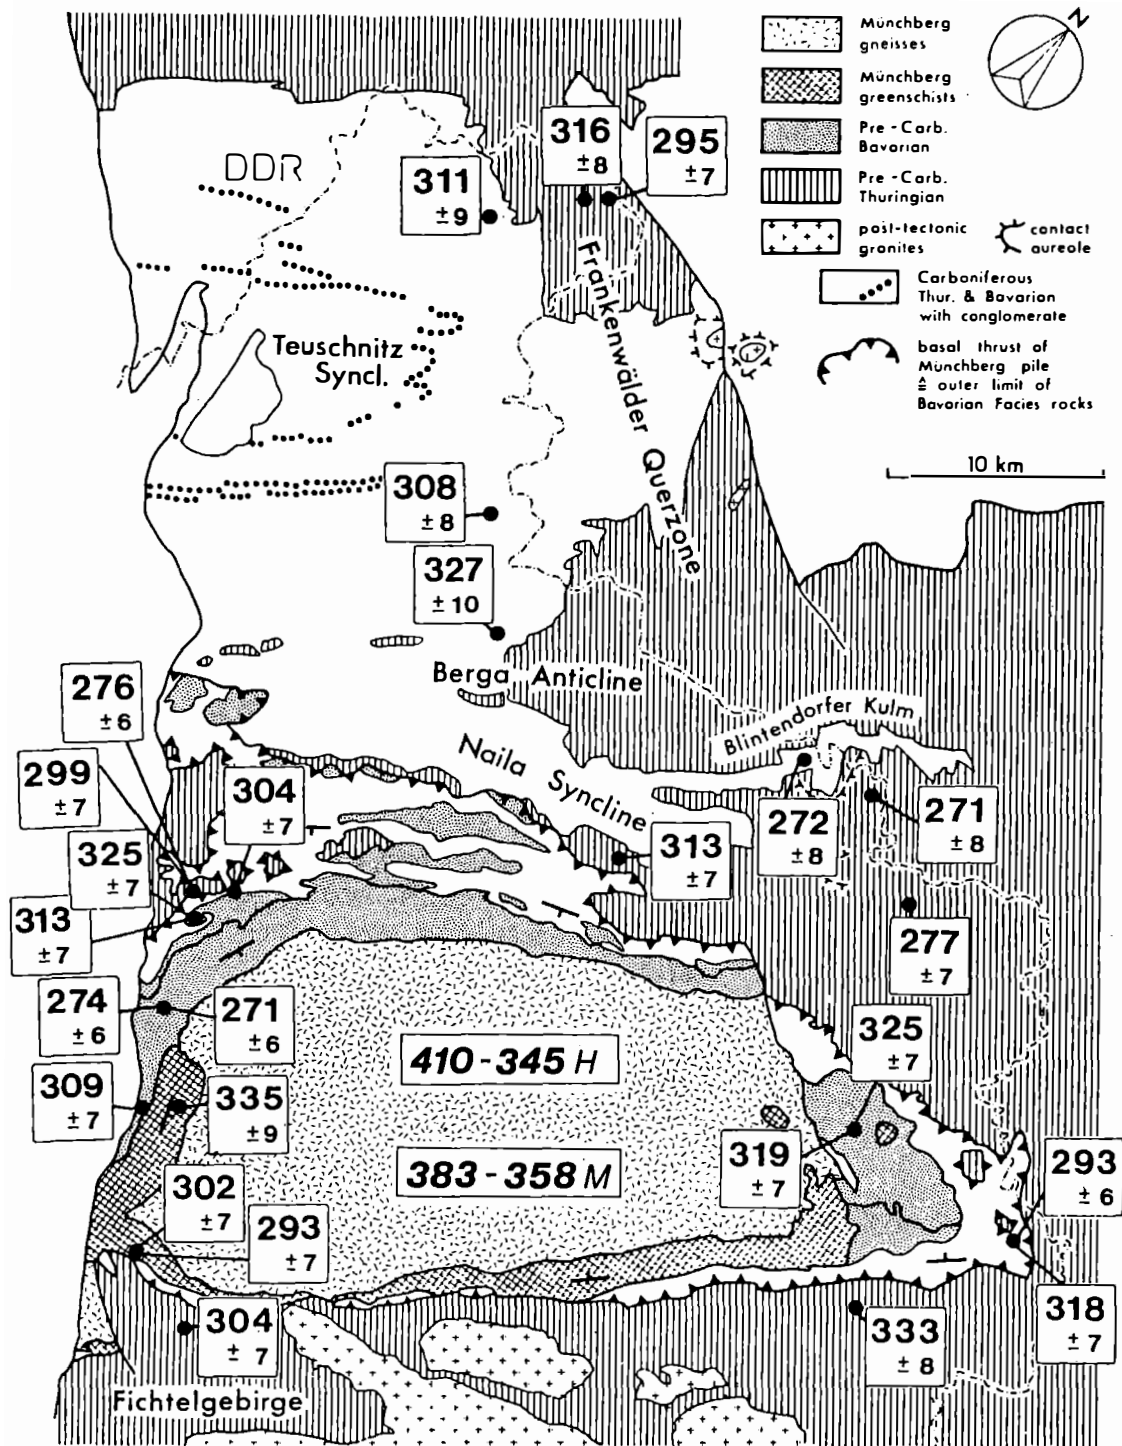 Münchberg
gneisses
Münchberg
greenschists
Pre-Carb.
Bavarian
Pre-Carb.
Thuringian
post-tectonic
granites
contact
aureole
Carboniferous
Thur. & Bavarian
with conglomerate
basal thrust of
Münchberg pile
≙ outer limit of
Bavarian Facies rocks
N
10 km
DDR
316
±8
295
±7
311
±9
Frankenwälder Querzone
Teuschnitz
Syncl.
308
±8
327
±10
Berga Anticline
Blintendorfer Kulm
Naila Syncline
276
±6
299
±7
304
±7
325
±7
313
±7
313
±7
272
±8
271
±8
277
±7
274
±6
271
±6
410-345 H
325
±7
309
±7
335
±9
383-358 M
319
±7
293
±6
302
±7
293
±7
304
±7
333
±8
318
±7
Fichtelgebirge